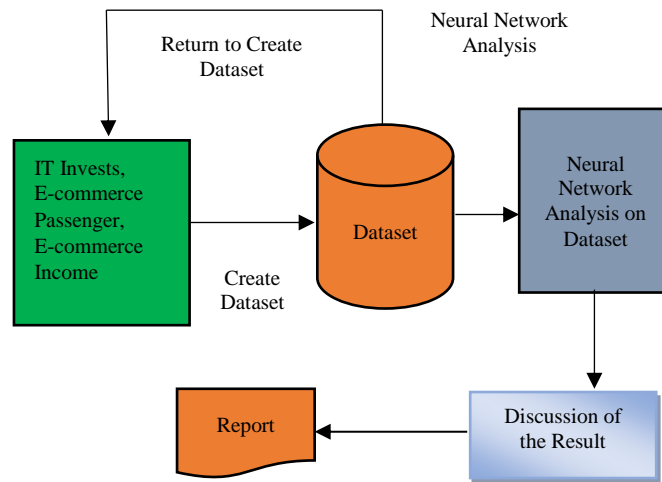 Neural Network
Analysis
Return to Create
Dataset
IT Invests,
E-commerce
Passenger,
E-commerce
Income
Create
Dataset
Dataset
Neural
Network
Analysis on
Dataset
Discussion of
the Result
Report